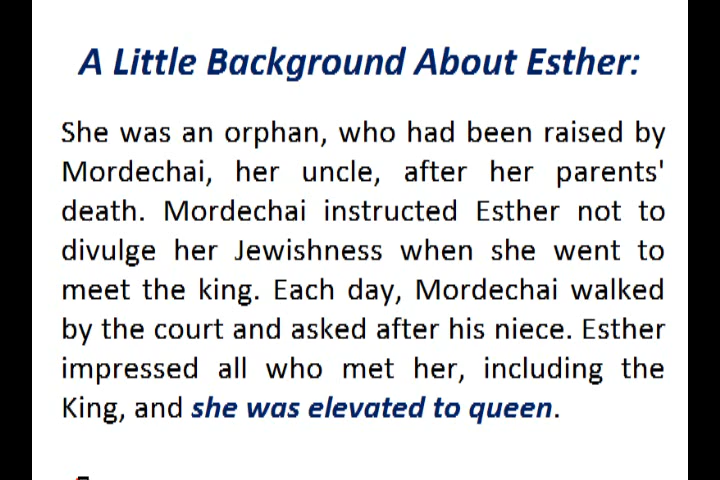 A Little Background About Esther:
She was an orphan, who had been raised by
Mordechai, her uncle, after her parents'
death. Mordechai instructed Esther not to
divulge her Jewishness when she went to
meet the king. Each day, Mordechai walked
by the court and asked after his niece. Esther
impressed all who met her, including the
King, and she was elevated to queen.